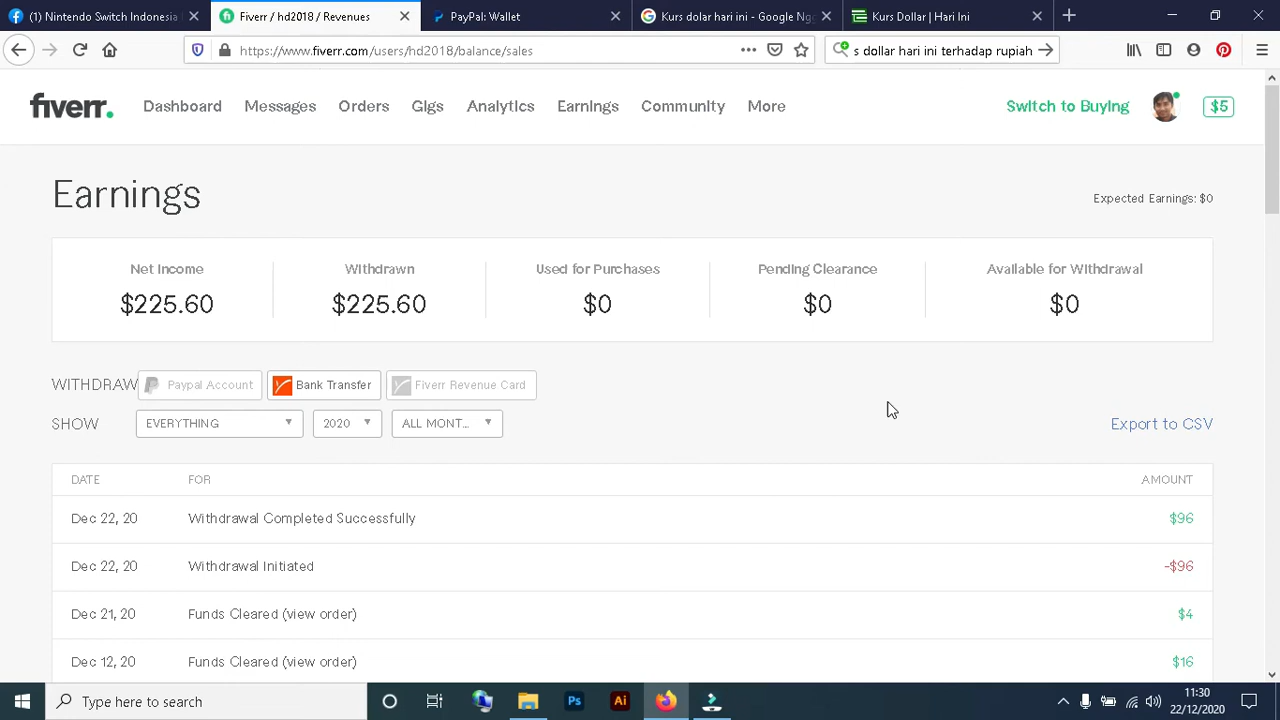 Nintendo Switch Indonesia
Fiverr / hd2018 / Revenues
PayPal: Wallet
Kurs dolar hari ini - Google Nge
Kurs Dollar | Hari Ini
https://www.fiverr.com/users/hd2018/balance/sales
s dollar hari ini terhadap rupiah
fiverr.
Dashboard
Messages
Orders
Gigs
Analytics
Earnings
Community
More
Switch to Buying
$5
Earnings
Expected Earnings: $0
Net Income
Withdrawn
Used for Purchases
Pending Clearance
Available for Withdrawal
$225.60
$225.60
$0
$0
$0
WITHDRAW
Paypal Account
Bank Transfer
Fiverr Revenue Card
SHOW
EVERYTHING
2020
ALL MONT...
Export to CSV
DATE
FOR
AMOUNT
Dec 22, 20
Withdrawal Completed Successfully
$96
Dec 22, 20
Withdrawal Initiated
-$96
Dec 21, 20
Funds Cleared (view order)
$4
Dec 12, 20
Funds Cleared (view order)
$16
Type here to search
Ps
Ai
11:30
22/12/2020